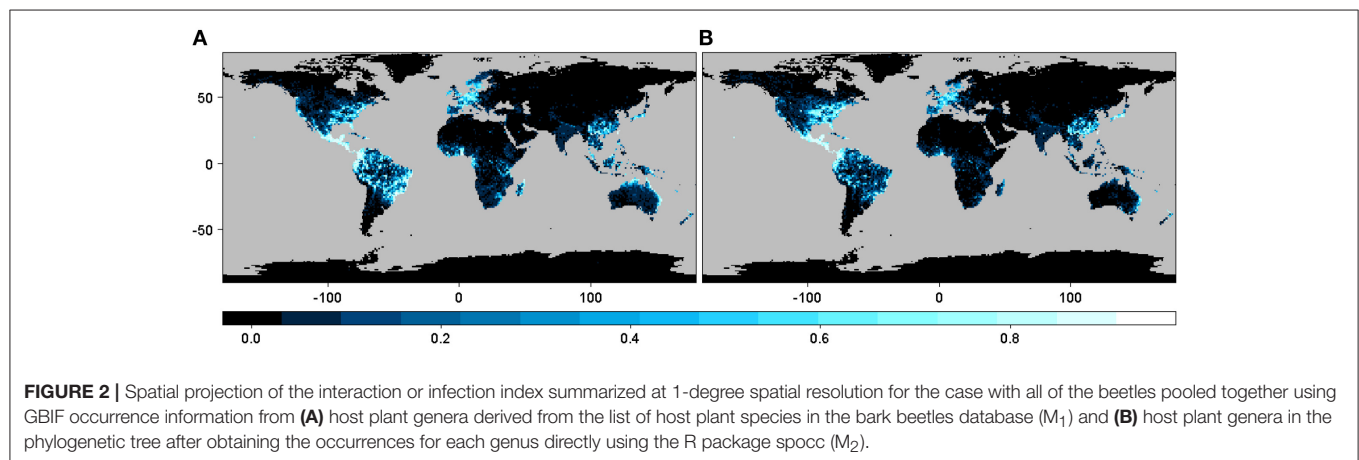 A
B
50
0
-50
-100 0 100
-100 0 100
0.0 0.2 0.4 0.6 0.8
FIGURE 2 | Spatial projection of the interaction or infection index summarized at 1-degree spatial resolution for the case with all of the beetles pooled together using
GBIF occurrence information from (A) host plant genera derived from the list of host plant species in the bark beetles database (M1) and (B) host plant genera in the
phylogenetic tree after obtaining the occurrences for each genus directly using the R package spocc (M2).